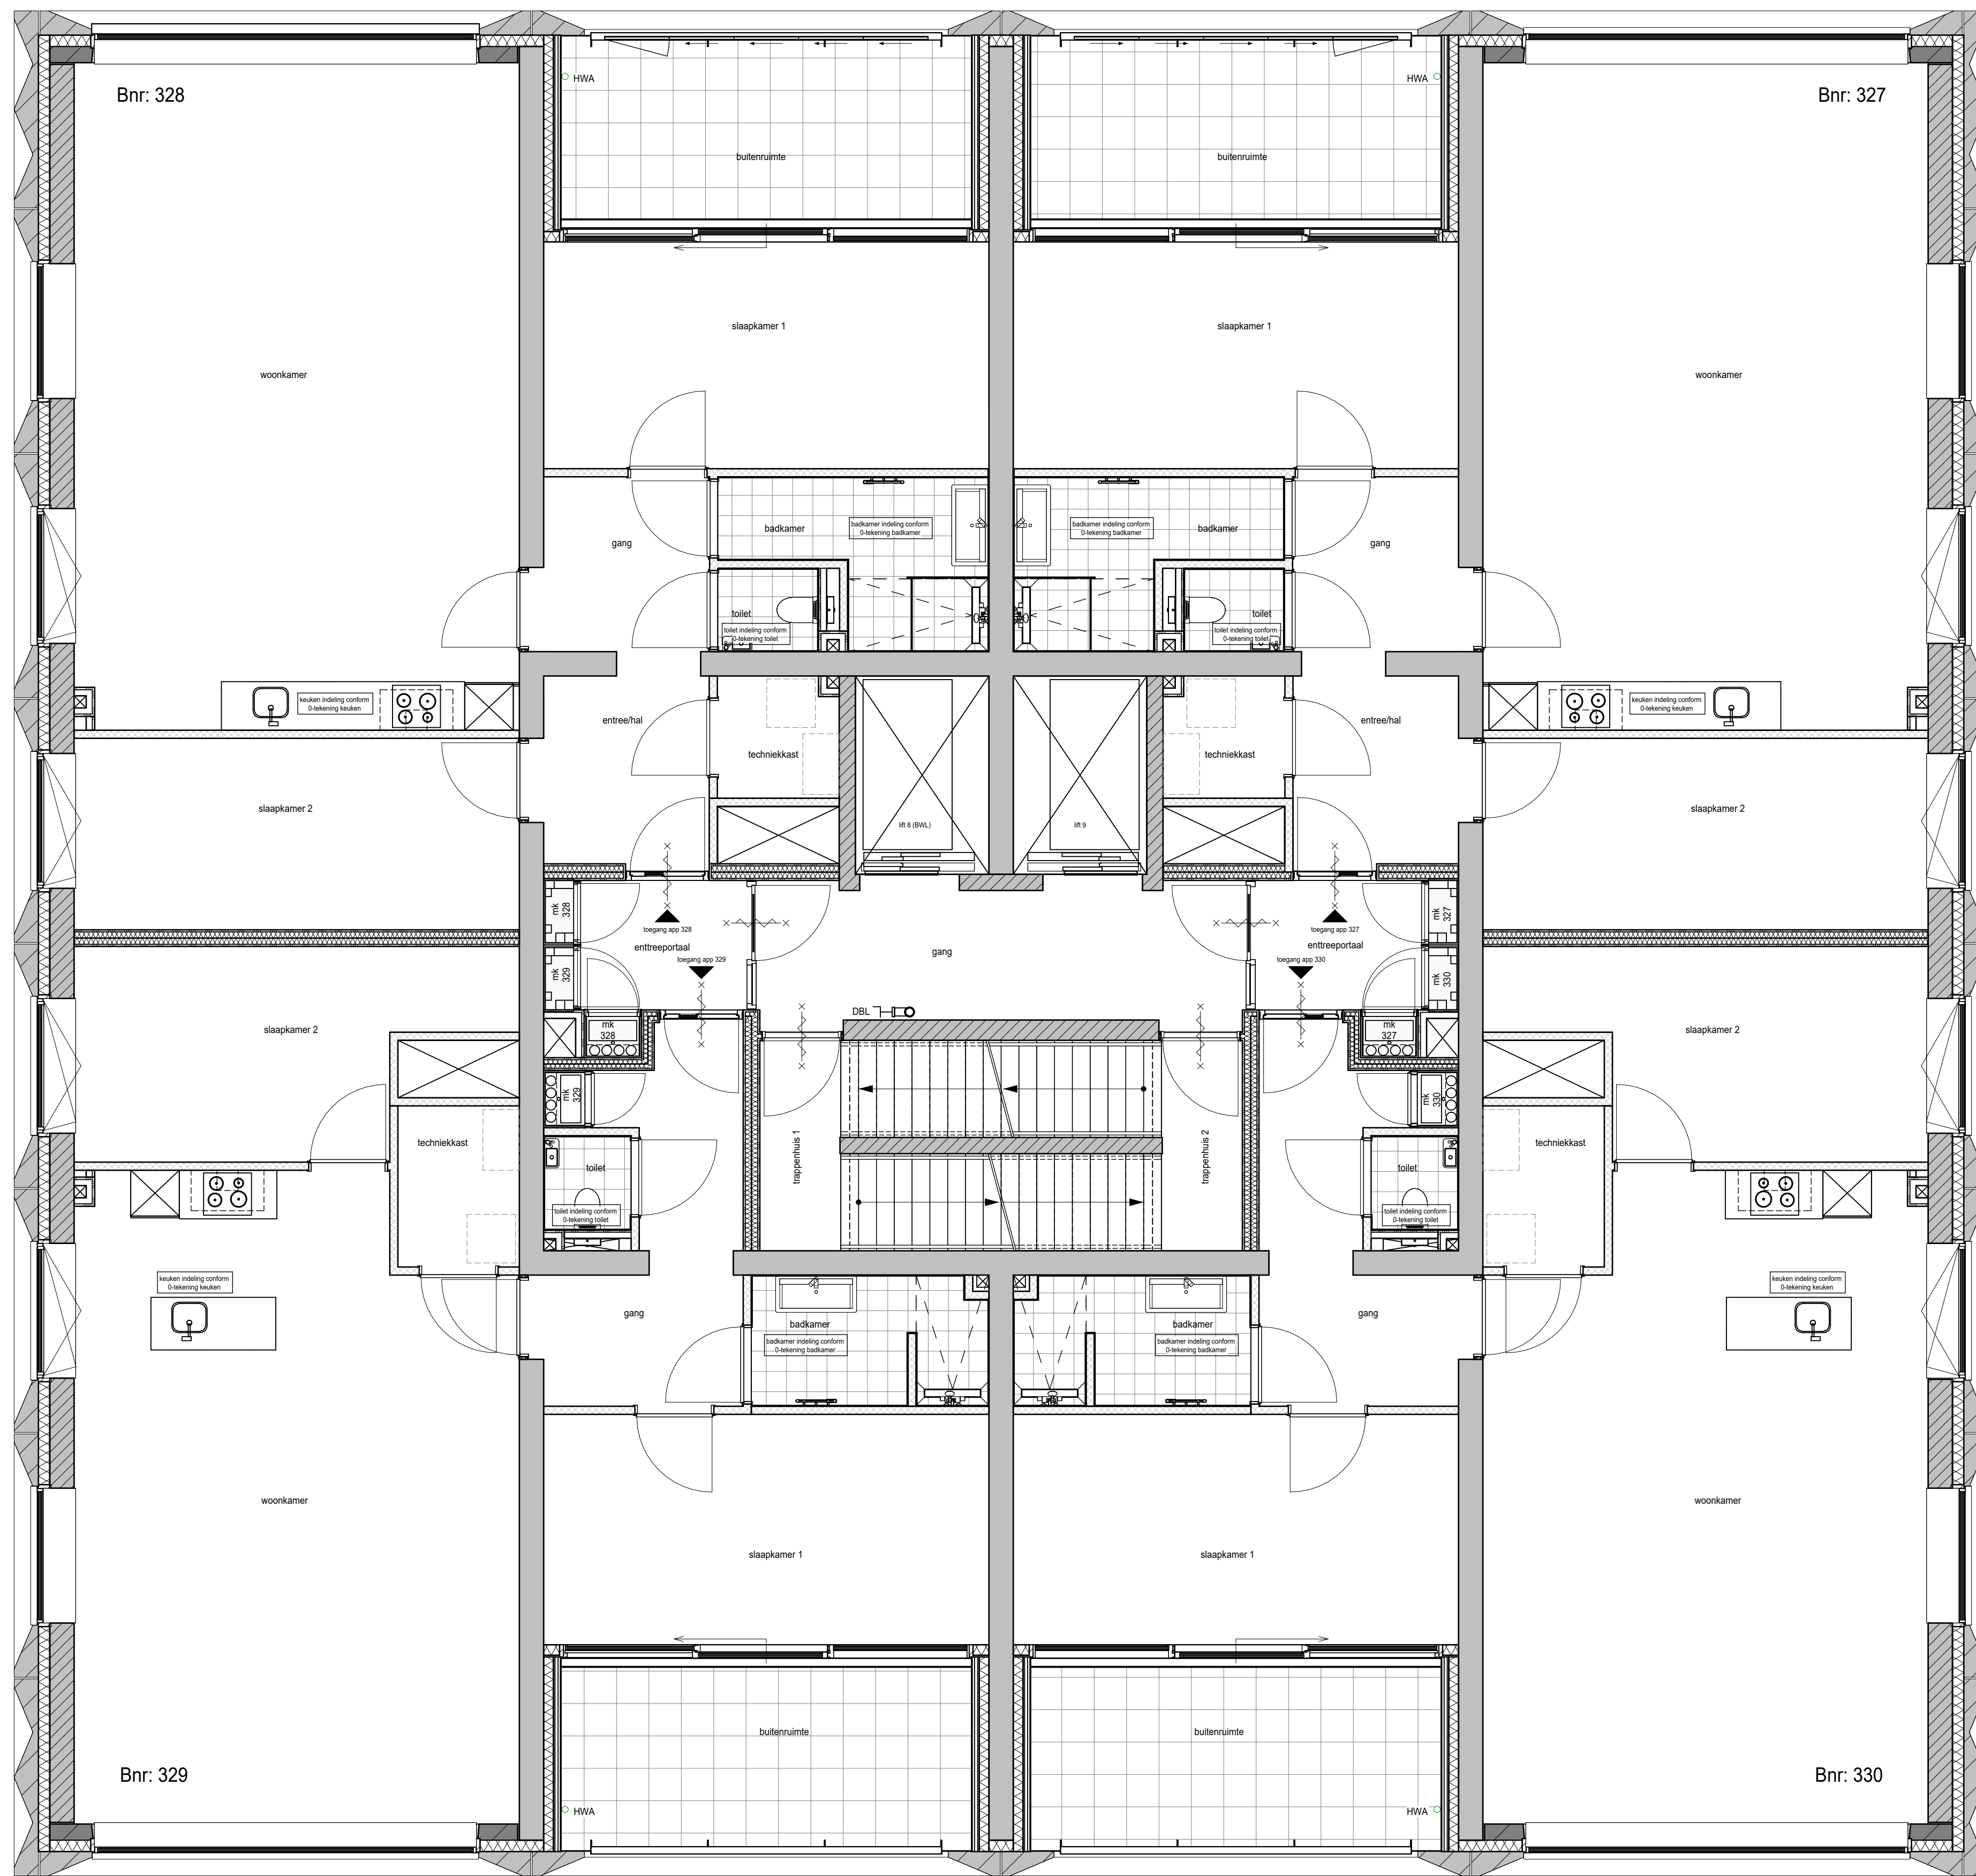 HWA
HWA
Bnr: 328
Bnr: 327
buitenruimte
buitenruimte
slaapkamer 1
slaapkamer 1
woonkamer
woonkamer
badkamer
badkamer indeling conform
0-tekening badkamer
badkamer indeling conform
0-tekening badkamer
badkamer
gang
gang
toilet
toilet indeling conform
0-tekening toilet
toilet
toilet indeling conform
0-tekening toilet
keuken indeling conform
0-tekening keuken
keuken indeling conform
0-tekening keuken
entree/hal
entree/hal
techniekkast
techniekkast
slaapkamer 2
slaapkamer 2
lift 8 (BWL)
lift 9
mk
328
mk
327
toegang app 328
toegang app 327
enttreeportaal
enttreeportaal
gang
toegang app 329
toegang app 330
mk
329
mk
330
DBL
slaapkamer 2
slaapkamer 2
mk
328
mk
327
mk
329
mk
330
techniekkast
techniekkast
trappenhuis 1
trappenhuis 2
toilet
toilet
toilet indeling conform
0-tekening toilet
toilet indeling conform
0-tekening toilet
keuken indeling conform
0-tekening keuken
keuken indeling conform
0-tekening keuken
gang
gang
badkamer
badkamer
badkamer indeling conform
0-tekening badkamer
badkamer indeling conform
0-tekening badkamer
woonkamer
woonkamer
slaapkamer 1
slaapkamer 1
buitenruimte
buitenruimte
Bnr: 329
Bnr: 330
HWA
HWA